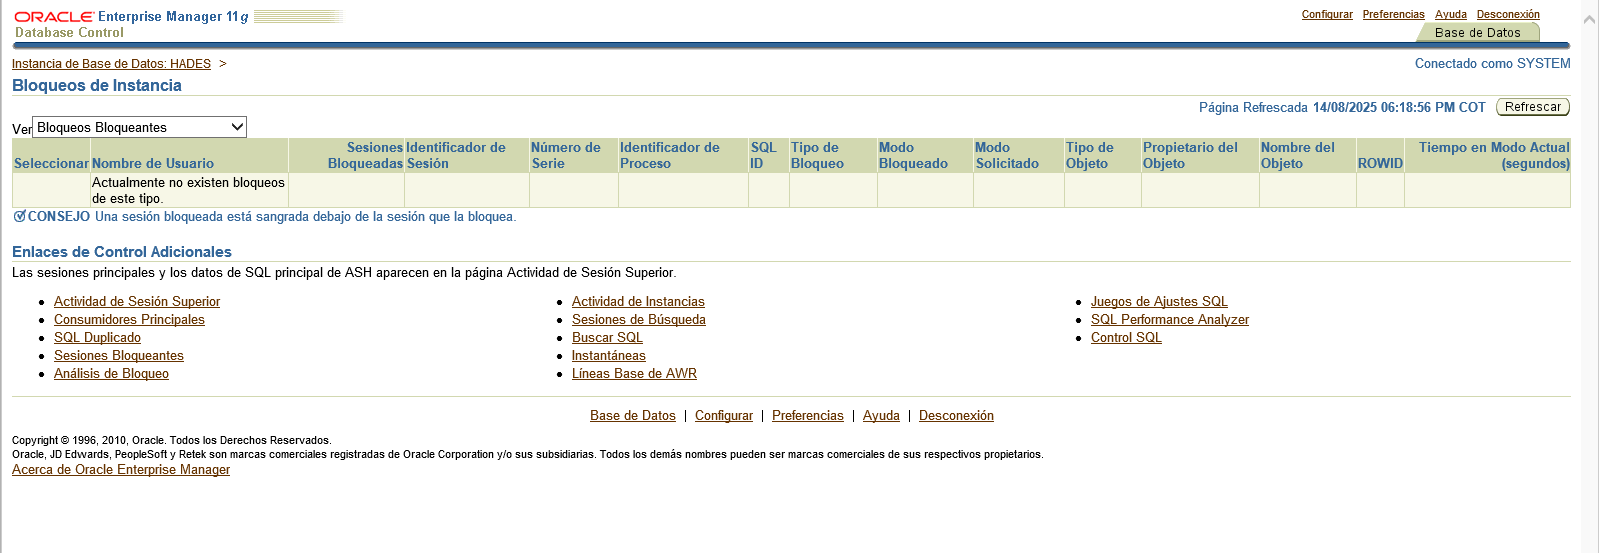 ORACLE Enterprise Manager 11g
Database Control
Configurar Preferencias Ayuda Desconexión
Base de Datos
Instancia de Base de Datos: HADES >
Conectado como SYSTEM
Bloqueos de Instancia
Página Refrescada 14/08/2025 06:18:56 PM COT Refrescar
Ver Bloqueos Bloqueantes
Seleccionar Nombre de Usuario Sesiones Bloqueadas Identificador de Sesión Número de Serie Identificador de Proceso SQL ID Tipo de Bloqueo Modo Bloqueado Modo Solicitado Tipo de Objeto Propietario del Objeto Nombre del Objeto ROWID Tiempo en Modo Actual (segundos)
Actualmente no existen bloqueos
de este tipo.
CONSEJO Una sesión bloqueada está sangrada debajo de la sesión que la bloquea.
Enlaces de Control Adicionales
Las sesiones principales y los datos de SQL principal de ASH aparecen en la página Actividad de Sesión Superior.
Actividad de Sesión Superior
Consumidores Principales
SQL Duplicado
Sesiones Bloqueantes
Análisis de Bloqueo
Actividad de Instancias
Sesiones de Búsqueda
Buscar SQL
Instantáneas
Líneas Base de AWR
Juegos de Ajustes SQL
SQL Performance Analyzer
Control SQL
Base de Datos | Configurar | Preferencias | Ayuda | Desconexión
Copyright © 1996, 2010, Oracle. Todos los Derechos Reservados.
Oracle, JD Edwards, PeopleSoft y Retek son marcas comerciales registradas de Oracle Corporation y/o sus subsidiarias. Todos los demás nombres pueden ser marcas comerciales de sus respectivos propietarios.
Acerca de Oracle Enterprise Manager